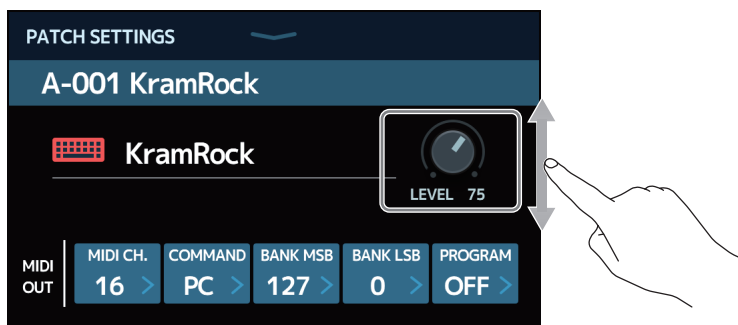 PATCH SETTINGS
A-001 KramRock
KramRock
LEVEL 75
MIDI OUT
MIDI CH. COMMAND BANK MSB BANK LSB PROGRAM
16 PC 127 0 OFF